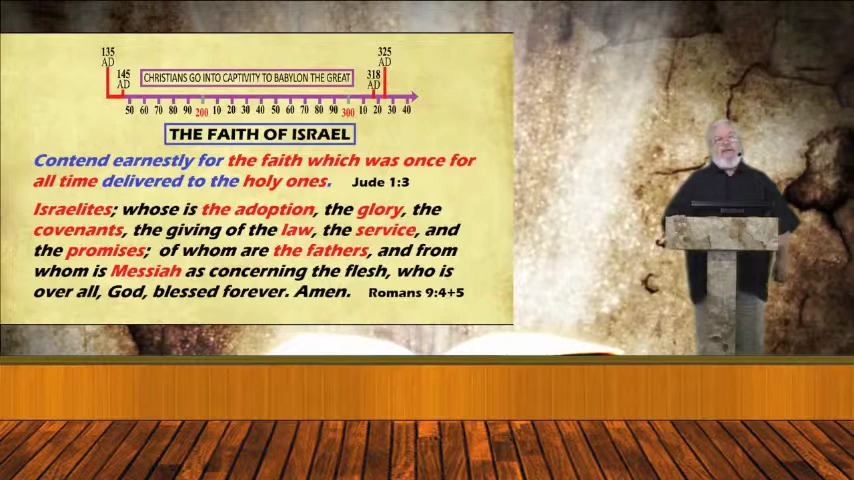 135
AD
325
AD
145
AD
CHRISTIANS GO INTO CAPTIVITY TO BABYLON THE GREAT
318
AD
50 60 70 80 90 200 10 20 30 40 50 60 70 80 90 300 10 20 30 40
THE FAITH OF ISRAEL
Contend earnestly for the faith which was once for
all time delivered to the holy ones. Jude 1:3
Israelites; whose is the adoption, the glory, the
covenants, the giving of the law, the service, and
the promises; of whom are the fathers, and from
whom is Messiah as concerning the flesh, who is
over all, God, blessed forever. Amen. Romans 9:4+5